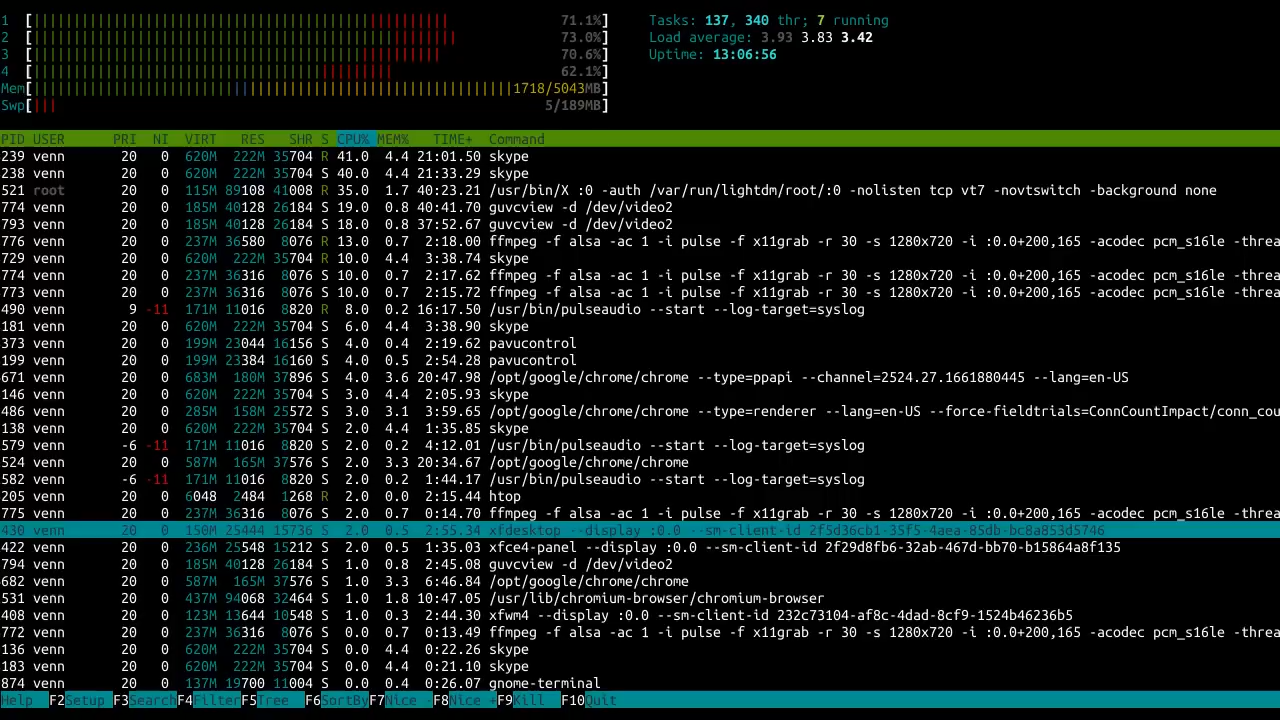 1 [ 71.1%] Tasks: 137, 340 thr; 7 running
2 [ 73.0%] Load average: 3.93 3.83 3.42
3 [ 70.6%] Uptime: 13:06:56
4 [ 62.1%]
Mem[ 1718/5043MB]
Swp[ 5/189MB]
PID USER PRI NI VIRT RES SHR S CPU% MEM% TIME+ Command
239 venn 20 0 620M 222M 35704 R 41.0 4.4 21:01.50 skype
238 venn 20 0 620M 222M 35704 S 40.0 4.4 21:33.29 skype
521 root 20 0 115M 89108 41008 R 35.0 1.7 40:23.21 /usr/bin/X :0 -auth /var/run/lightdm/root/:0 -nolisten tcp vt7 -novtswitch -background none
774 venn 20 0 185M 40128 26184 S 19.0 0.8 40:41.70 guvcview -d /dev/video2
793 venn 20 0 185M 40128 26184 S 18.0 0.8 37:52.67 guvcview -d /dev/video2
776 venn 20 0 237M 36580 8076 R 13.0 0.7 2:18.00 ffmpeg -f alsa -ac 1 -i pulse -f x11grab -r 30 -s 1280x720 -i :0.0+200,165 -acodec pcm_s16le -threa
729 venn 20 0 620M 222M 35704 R 10.0 4.4 3:38.74 skype
774 venn 20 0 237M 36316 8076 S 10.0 0.7 2:17.62 ffmpeg -f alsa -ac 1 -i pulse -f x11grab -r 30 -s 1280x720 -i :0.0+200,165 -acodec pcm_s16le -threa
773 venn 20 0 237M 36316 8076 S 10.0 0.7 2:15.72 ffmpeg -f alsa -ac 1 -i pulse -f x11grab -r 30 -s 1280x720 -i :0.0+200,165 -acodec pcm_s16le -threa
490 venn 9 -11 171M 11016 8820 R 8.0 0.2 16:17.50 /usr/bin/pulseaudio --start --log-target=syslog
181 venn 20 0 620M 222M 35704 S 6.0 4.4 3:38.90 skype
373 venn 20 0 199M 23044 16156 S 4.0 0.4 2:19.62 pavucontrol
199 venn 20 0 199M 23384 16160 S 4.0 0.5 2:54.28 pavucontrol
671 venn 20 0 683M 180M 37896 S 4.0 3.6 20:47.98 /opt/google/chrome/chrome --type=ppapi --channel=2524.27.1661880445 --lang=en-US
146 venn 20 0 620M 222M 35704 S 3.0 4.4 2:05.93 skype
486 venn 20 0 285M 158M 25572 S 3.0 3.1 3:59.65 /opt/google/chrome/chrome --type=renderer --lang=en-US --force-fieldtrials=ConnCountImpact/conn_cou
138 venn 20 0 620M 222M 35704 S 2.0 4.4 1:35.85 skype
579 venn -6 -11 171M 11016 8820 S 2.0 0.2 4:12.01 /usr/bin/pulseaudio --start --log-target=syslog
524 venn 20 0 587M 165M 37576 S 2.0 3.3 20:34.67 /opt/google/chrome/chrome
582 venn -6 -11 171M 11016 8820 S 2.0 0.2 1:44.17 /usr/bin/pulseaudio --start --log-target=syslog
205 venn 20 0 6048 2484 1268 R 2.0 0.0 2:15.44 htop
775 venn 20 0 237M 36316 8076 S 2.0 0.7 0:14.70 ffmpeg -f alsa -ac 1 -i pulse -f x11grab -r 30 -s 1280x720 -i :0.0+200,165 -acodec pcm_s16le -threa
430 venn 20 0 150M 25444 15736 S 2.0 0.5 2:55.34 xfdesktop --display :0.0 --sm-client-id 2f5d36cb1-35f5-4aea-85db-bc8a853d5746
422 venn 20 0 236M 25548 15212 S 2.0 0.5 1:35.03 xfce4-panel --display :0.0 --sm-client-id 2f29d8fb6-32ab-467d-bb70-b15864a8f135
794 venn 20 0 185M 40128 26184 S 1.0 0.8 2:45.08 guvcview -d /dev/video2
682 venn 20 0 587M 165M 37576 S 1.0 3.3 6:46.84 /opt/google/chrome/chrome
531 venn 20 0 437M 94068 32464 S 1.0 1.8 10:47.05 /usr/lib/chromium-browser/chromium-browser
408 venn 20 0 123M 13644 10548 S 1.0 0.3 2:44.30 xfwm4 --display :0.0 --sm-client-id 232c73104-af8c-4dad-8cf9-1524b46236b5
772 venn 20 0 237M 36316 8076 S 0.0 0.7 0:13.49 ffmpeg -f alsa -ac 1 -i pulse -f x11grab -r 30 -s 1280x720 -i :0.0+200,165 -acodec pcm_s16le -threa
136 venn 20 0 620M 222M 35704 S 0.0 4.4 0:22.26 skype
183 venn 20 0 620M 222M 35704 S 0.0 4.4 0:21.10 skype
874 venn 20 0 137M 19700 11004 S 0.0 0.4 0:26.07 gnome-terminal
Help F2Setup F3SearchF4FilterF5Tree F6SortByF7Nice -F8Nice +F9Kill F10Quit